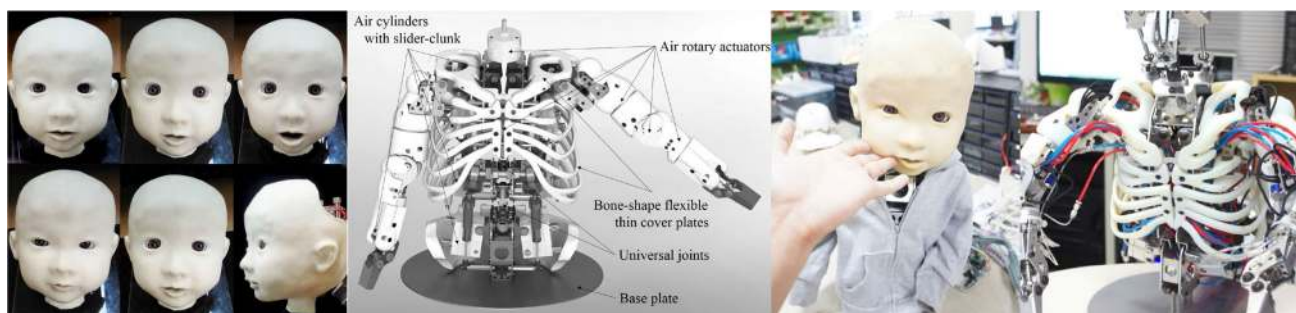 Air cylinders
with slider-clunk
Air rotary actuators
Bone-shape flexible
thin cover plates
Universal joints
Base plate